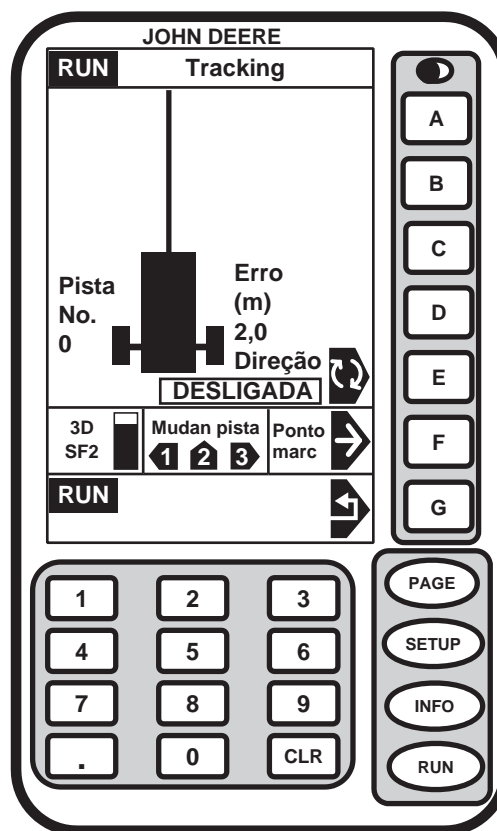 JOHN DEERE
RUN Tracking
Pista
No.
0
Erro
(m)
2,0
Direção
DESLIGADA
3D
SF2
Mudan pista
1 2 3
Ponto
marc
RUN
A
B
C
D
E
F
G
1 2 3
4 5 6
7 8 9
. 0 CLR
PAGE
SETUP
INFO
RUN